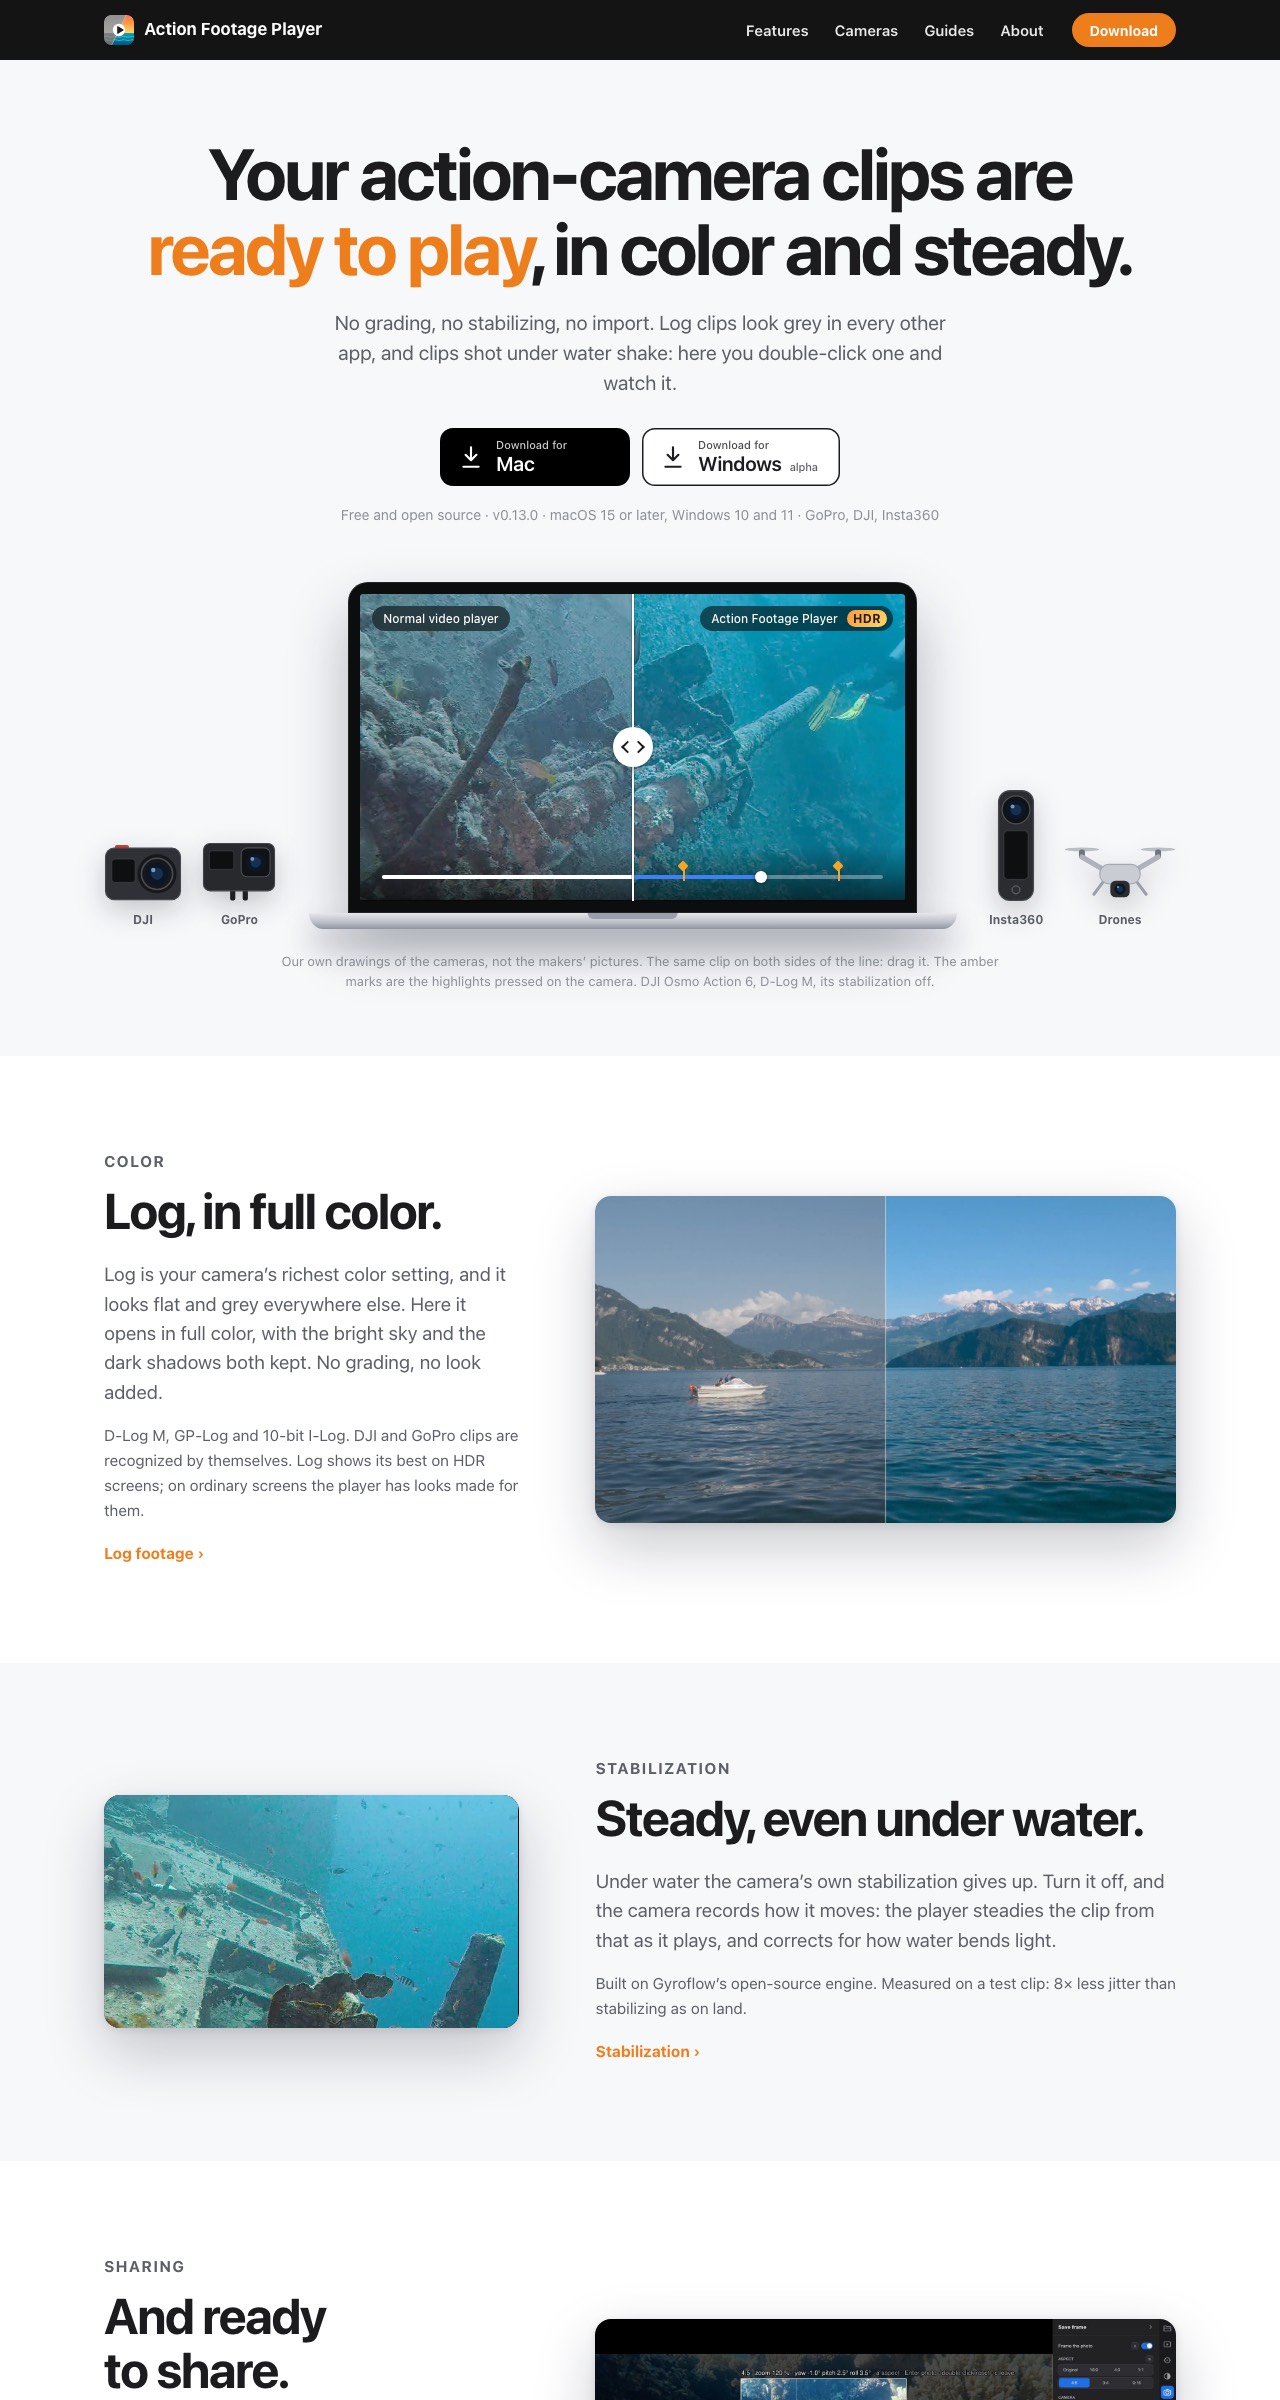 Action Footage Player
Features Cameras Guides About Download
Your action-camera clips are
ready to play, in color and steady.
No grading, no stabilizing, no import. Log clips look grey in every other
app, and clips shot under water shake: here you double-click one and
watch it.
Download for
Mac
Download for
Windows alpha
Free and open source · v0.13.0 · macOS 15 or later, Windows 10 and 11 · GoPro, DJI, Insta360
Normal video player
Action Footage Player HDR
DJI
GoPro
Insta360
Drones
Our own drawings of the cameras, not the makers’ pictures. The same clip on both sides of the line: drag it. The amber
marks are the highlights pressed on the camera. DJI Osmo Action 6, D-Log M, its stabilization off.
COLOR
Log, in full color.
Log is your camera’s richest color setting, and it
looks flat and grey everywhere else. Here it
opens in full color, with the bright sky and the
dark shadows both kept. No grading, no look
added.
D-Log M, GP-Log and 10-bit I-Log. DJI and GoPro clips are
recognized by themselves. Log shows its best on HDR
screens; on ordinary screens the player has looks made for
them.
Log footage ›
STABILIZATION
Steady, even under water.
Under water the camera’s own stabilization gives up. Turn it off, and
the camera records how it moves: the player steadies the clip from
that as it plays, and corrects for how water bends light.
Built on Gyroflow’s open-source engine. Measured on a test clip: 8× less jitter than
stabilizing as on land.
Stabilization ›
SHARING
And ready
to share.
Save frame
Frame the photo
ASPECT
Original